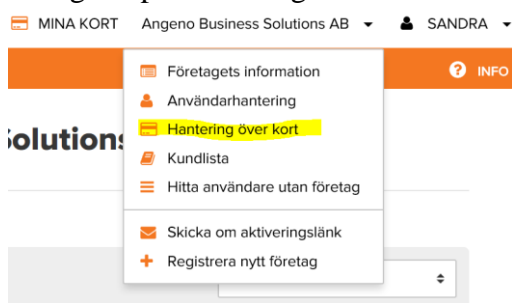 MINA KORT Angeno Business Solutions AB SANDRA
INFO
Företagets information
Användarhantering
Hantering över kort
Kundlista
Hitta användare utan företag
Skicka om aktiveringslänk
Registrera nytt företag